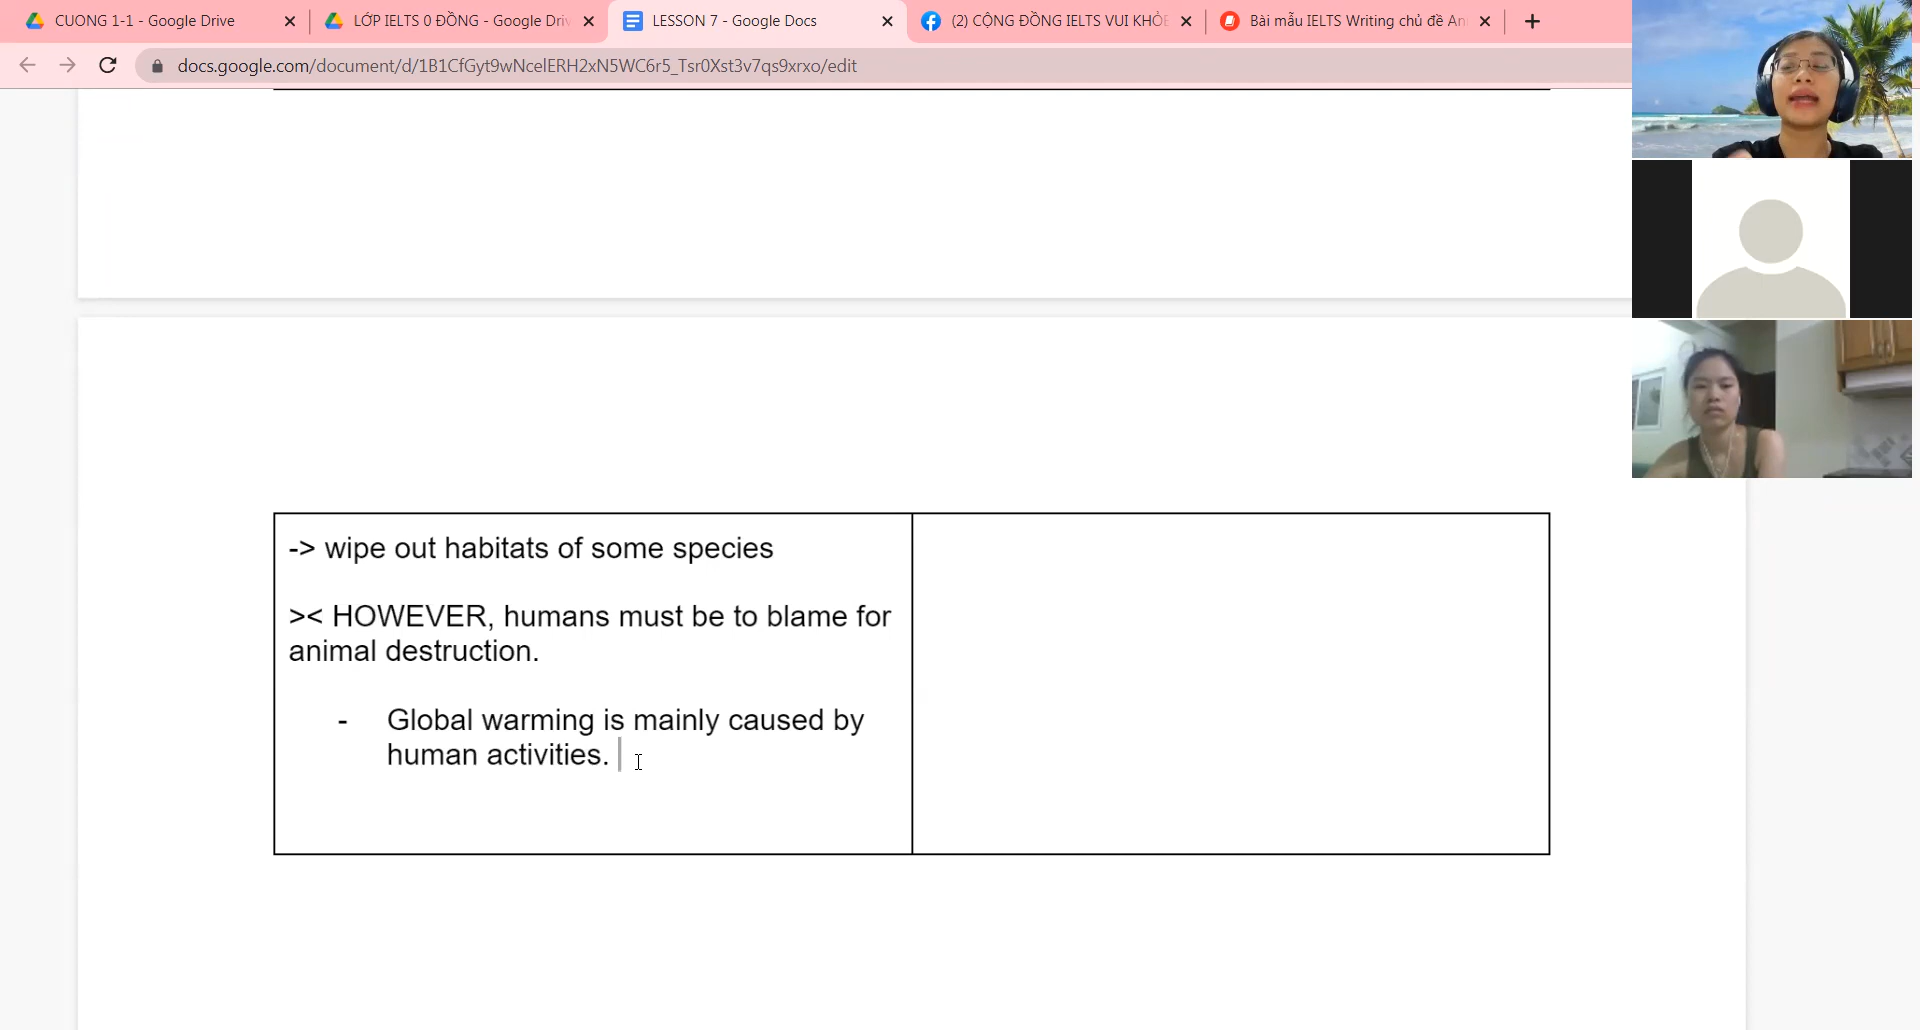 CUONG 1-1 - Google Drive
LỚP IELTS 0 ĐỒNG - Google Dri
LESSON 7 - Google Docs
(2) CỘNG ĐỒNG IELTS VUI KHỎE
Bài mẫu IELTS Writing chủ đề An
docs.google.com/document/d/1B1CfGyt9wNcelERH2xN5WC6r5_Tsr0Xst3v7qs9xrxo/edit
-> wipe out habitats of some species
>< HOWEVER, humans must be to blame for
animal destruction.
- Global warming is mainly caused by
human activities.